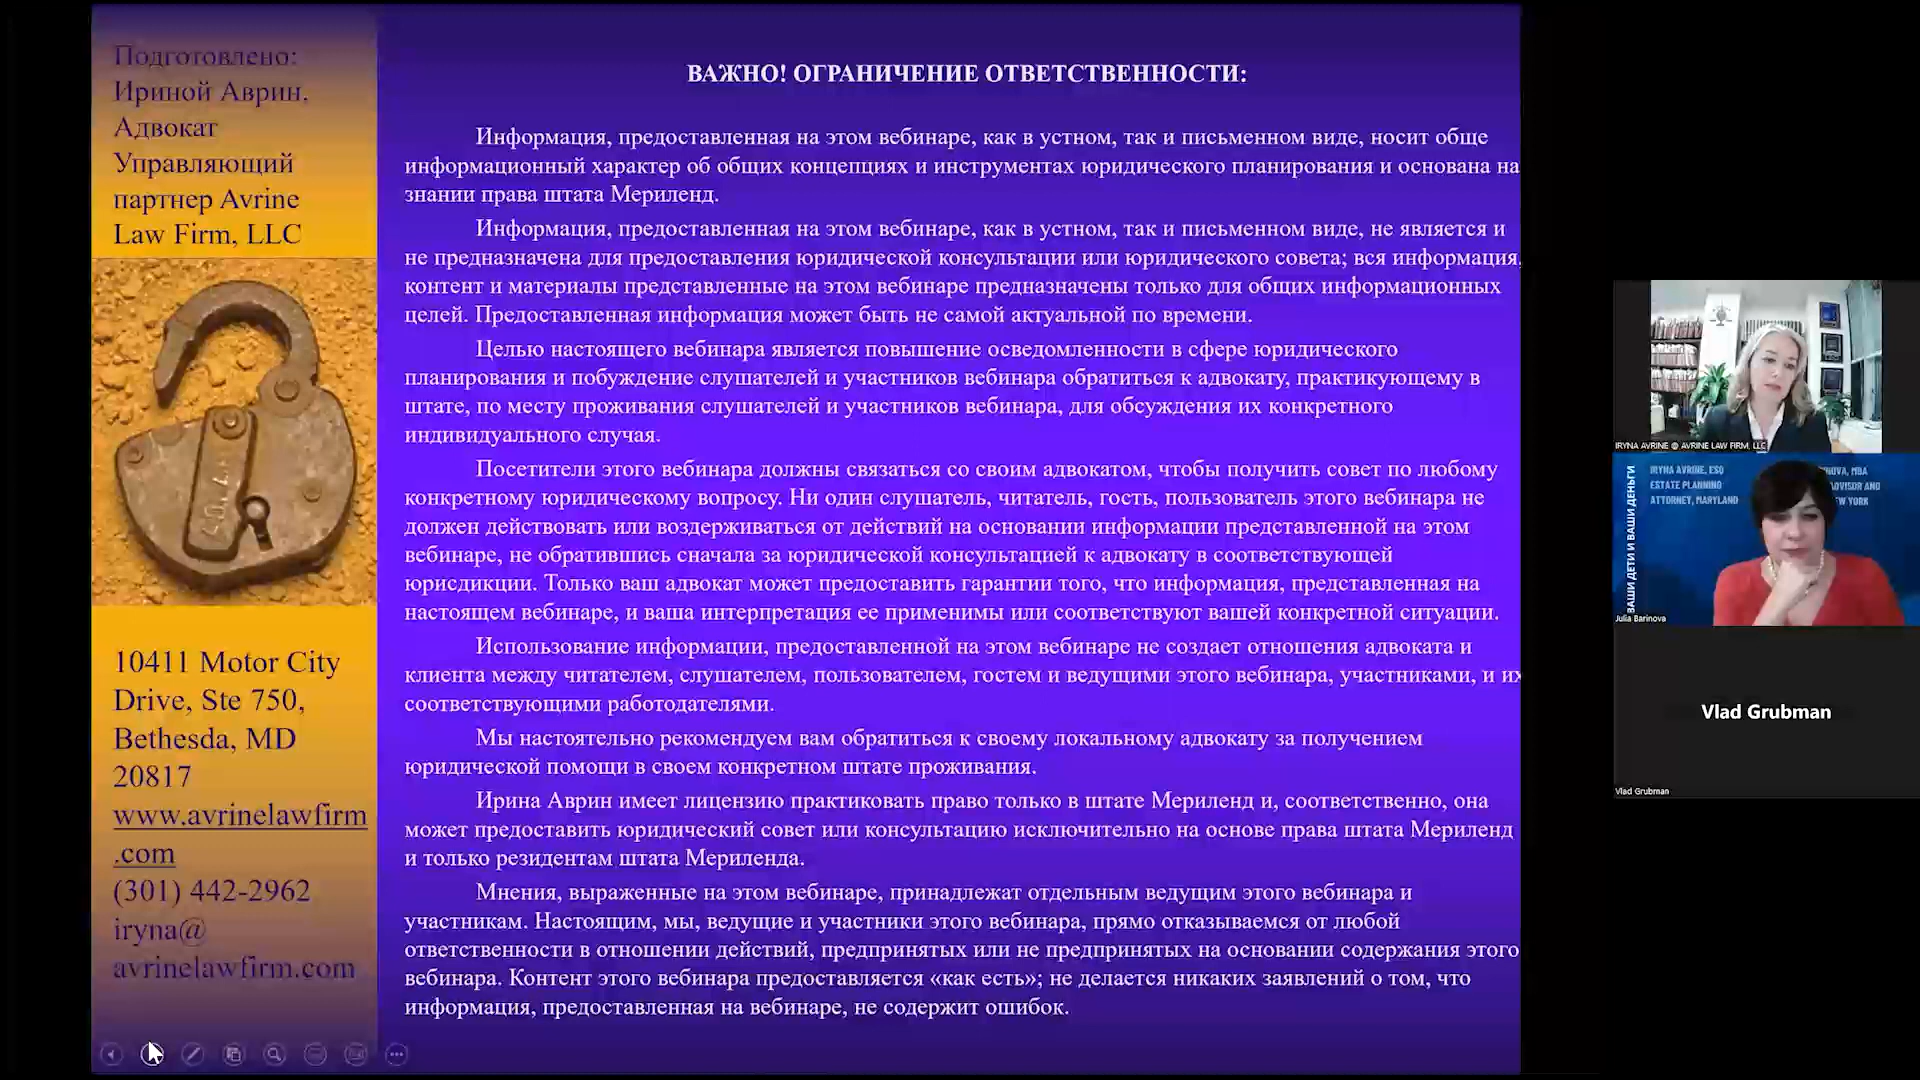 Подготовлено:
Ириной Аврин,
Адвокат
Управляющий
партнер Avrine
Law Firm, LLC
10411 Motor City
Drive, Ste 750,
Bethesda, MD
20817
www.avrinelawfirm
.com
(301) 442-2962
iryna@
avrinelawfirm.com
ВАЖНО! ОГРАНИЧЕНИЕ ОТВЕТСТВЕННОСТИ:
Информация, предоставленная на этом вебинаре, как в устном, так и письменном виде, носит обще
информационный характер об общих концепциях и инструментах юридического планирования и основана на
знании права штата Мериленд.
Информация, предоставленная на этом вебинаре, как в устном, так и письменном виде, не является и
не предназначена для предоставления юридической консультации или юридического совета; вся информация,
контент и материалы представленные на этом вебинаре предназначены только для общих информационных
целей. Предоставленная информация может быть не самой актуальной по времени.
Целью настоящего вебинара является повышение осведомленности в сфере юридического
планирования и побуждение слушателей и участников вебинара обратиться к адвокату, практикующему в
штате, по месту проживания слушателей и участников вебинара, для обсуждения их конкретного
индивидуального случая.
Посетители этого вебинара должны связаться со своим адвокатом, чтобы получить совет по любому
конкретному юридическому вопросу. Ни один слушатель, читатель, гость, пользователь этого вебинара не
должен действовать или воздерживаться от действий на основании информации представленной на этом
вебинаре, не обратившись сначала за юридической консультацией к адвокату в соответствующей
юрисдикции. Только ваш адвокат может предоставить гарантии того, что информация, представленная на
настоящем вебинаре, и ваша интерпретация ее применимы или соответствуют вашей конкретной ситуации.
Использование информации, предоставленной на этом вебинаре не создает отношения адвоката и
клиента между читателем, слушателем, пользователем, гостем и ведущими этого вебинара, участниками, и их
соответствующими работодателями.
Мы настоятельно рекомендуем вам обратиться к своему локальному адвокату за получением
юридической помощи в своем конкретном штате проживания.
Ирина Аврин имеет лицензию практиковать право только в штате Мериленд и, соответственно, она
может предоставить юридический совет или консультацию исключительно на основе права штата Мериленд
и только резидентам штата Мериленда.
Мнения, выраженные на этом вебинаре, принадлежат отдельным ведущим этого вебинара и
участникам. Настоящим, мы, ведущие и участники этого вебинара, прямо отказываемся от любой
ответственности в отношении действий, предпринятых или не предпринятых на основании содержания этого
вебинара. Контент этого вебинара предоставляется «как есть»; не делается никаких заявлений о том, что
информация, предоставленная на вебинаре, не содержит ошибок.
IRYNA AVRINE @ AVRINE LAW FIRM, LLC
ВАШИ ДЕТИ И ВАШИ ДЕНЬГИ
IRYNA AVRINE, ESQ
ESTATE PLANNING
ATTORNEY, MARYLAND
NOVA, MBA
ADVISOR AND
EW YORK
Julia Barinova
Vlad Grubman
Vlad Grubman